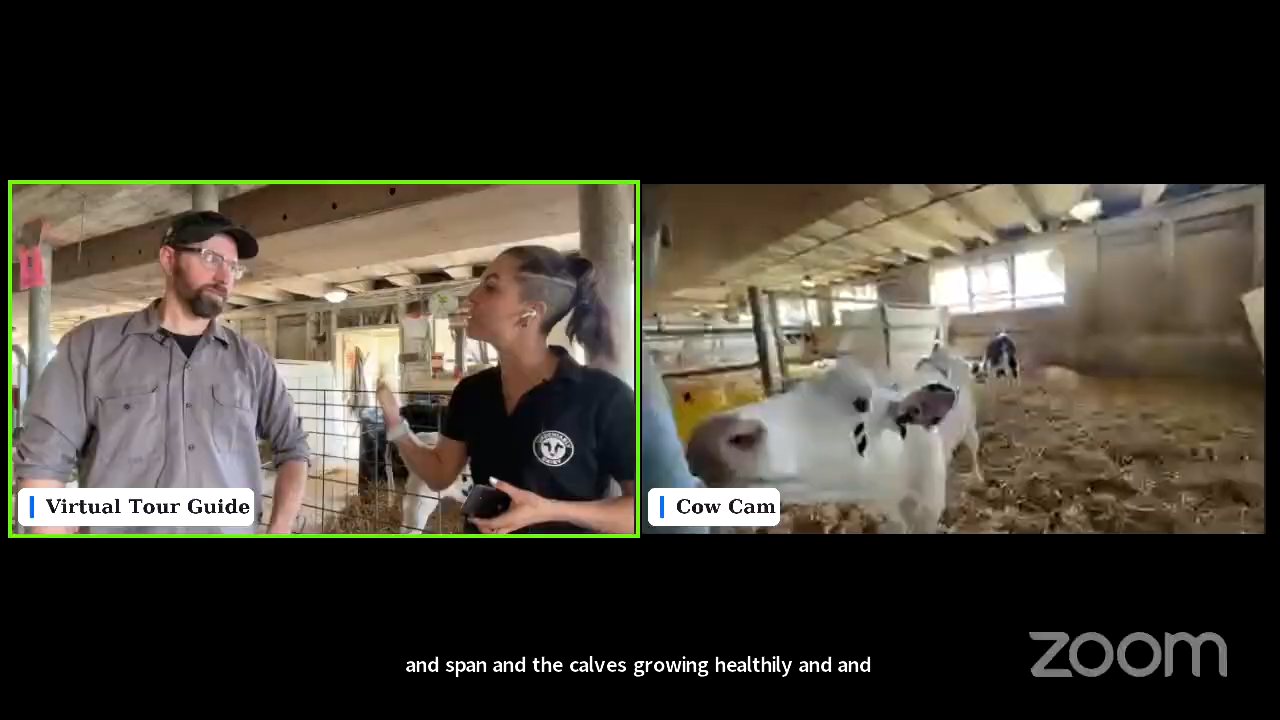 Virtual Tour Guide
Cow Cam
and span and the calves growing healthily and and
zoom